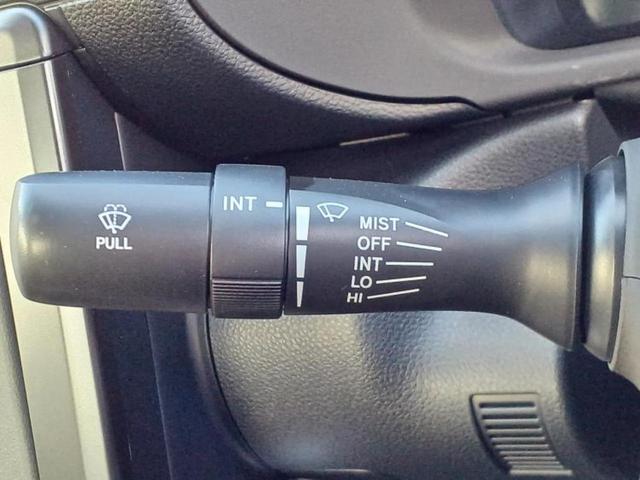 PULL
INT
MIST
OFF
INT
LO
HI